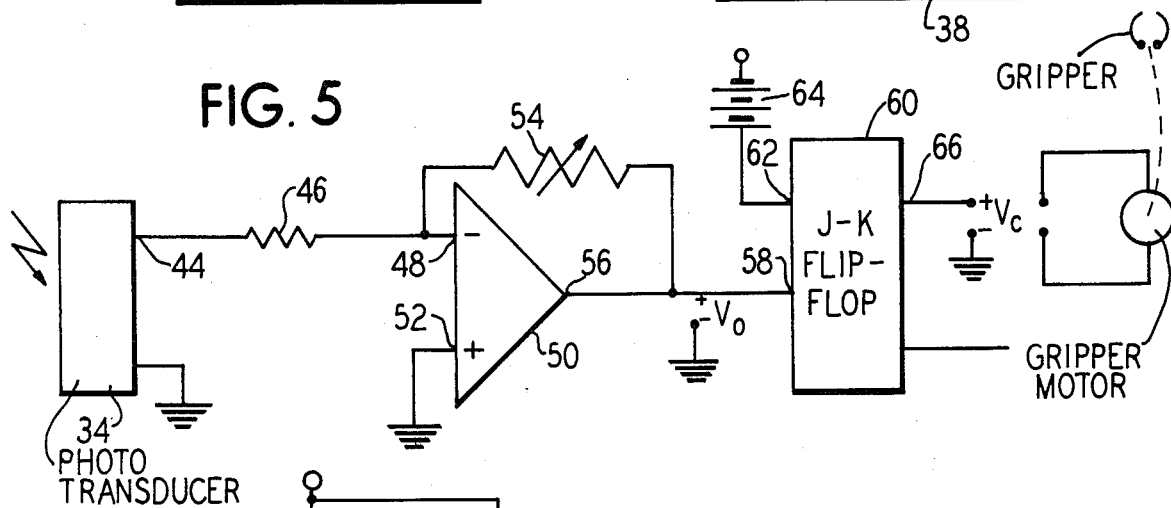 38
GRIPPER
FIG. 5
54
64
60
46
62
66
44
48
-
J-K
FLIP-
FLOP
+
-
Vc
56
58
52
+
50
+
-
Vo
GRIPPER
MOTOR
34
PHOTO
TRANSDUCER